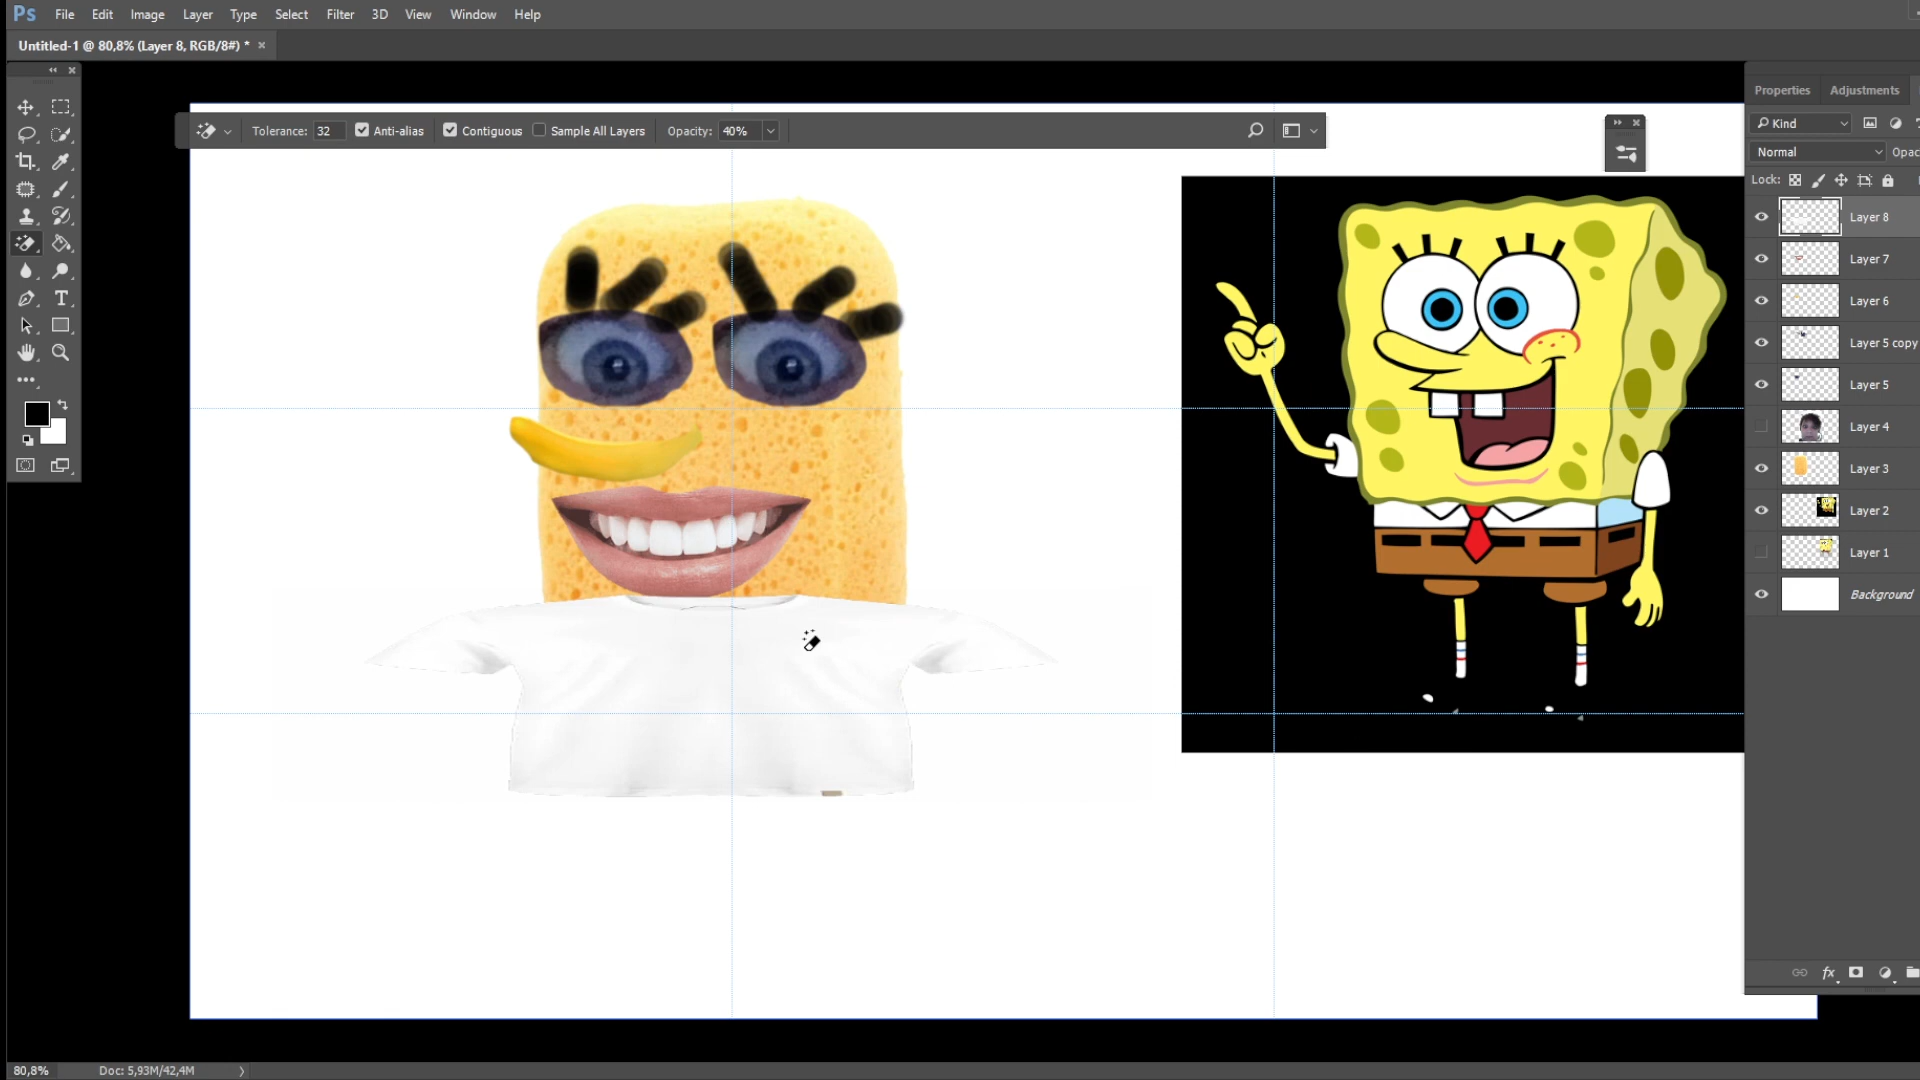 Ps File Edit Image Layer Type Select Filter 3D View Window Help
Untitled-1 @ 80,8% (Layer 8, RGB/8#) * ×
Tolerance: 32 Anti-alias Contiguous Sample All Layers Opacity: 40%
Properties Adjustments
Kind
Normal Opac
Lock:
Layer 8
Layer 7
Layer 6
Layer 5 copy
Layer 5
Layer 4
Layer 3
Layer 2
Layer 1
Background
fx
80,8% Doc: 5,93M/42,4M